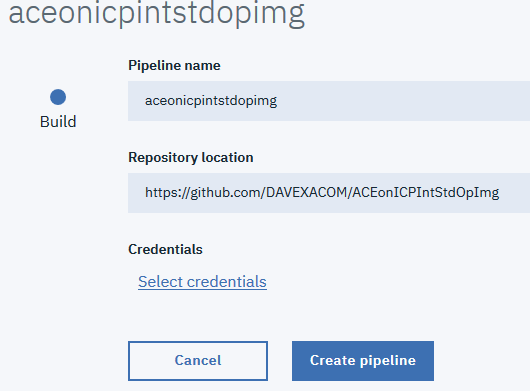 aceonicpintstdopimg
Pipeline name
aceonicpintstdopimg
Build
Repository location
https://github.com/DAVEXACOM/ACEonICPIntStdOpImg
Credentials
Select credentials
Cancel
Create pipeline